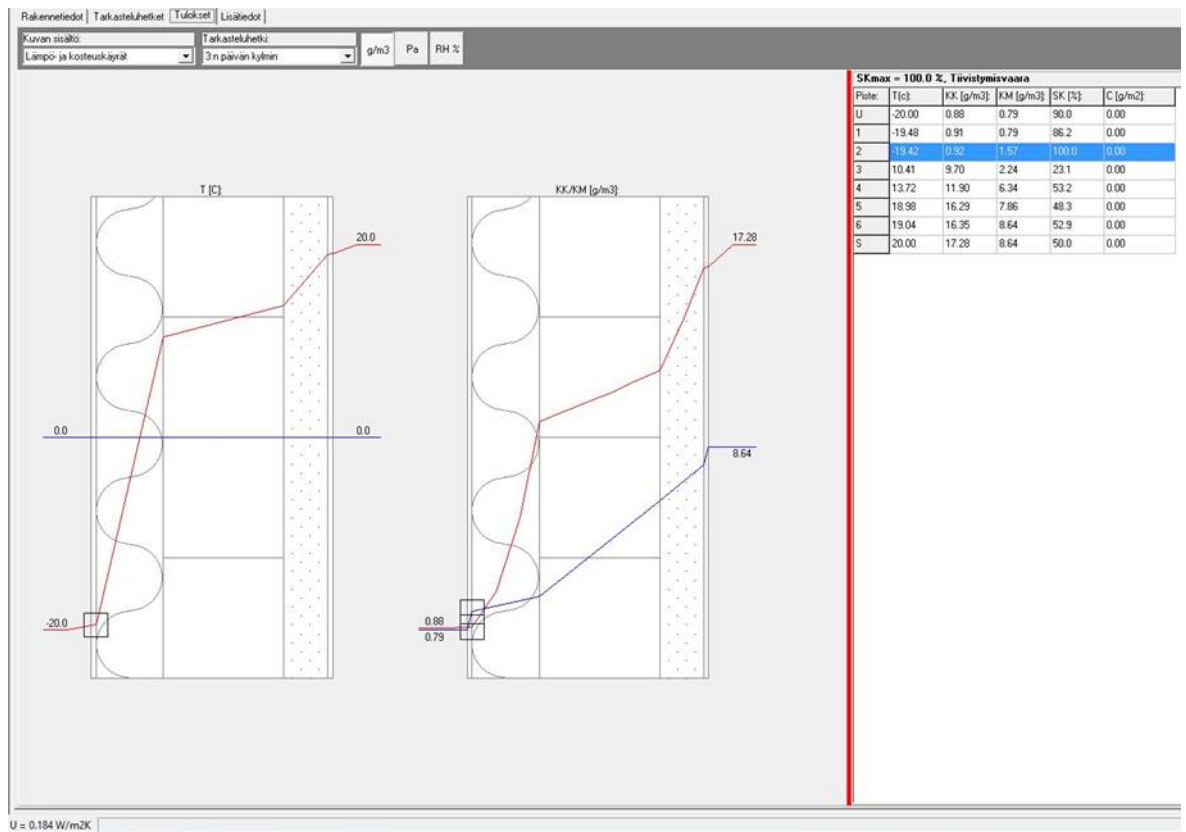 Rakennetiedot Tarkasteluhetket Tulokset Lisätiedot
Kuvan sisältö: Tarkasteluhetki:
Lämpö- ja kosteuskäyrät 3:n päivän kylmin g/m3 Pa RH %
SKmax = 100.0 %, Tiivistymisvaara
Piste: T(c): KK [g/m3]: KM [g/m3]: SK [%]: C [g/m2]:
U -20.00 0.88 0.79 90.0 0.00
1 -19.48 0.91 0.79 86.2 0.00
2 -19.42 0.92 1.57 100.0 0.00
3 10.41 9.70 2.24 23.1 0.00
4 13.72 11.90 6.34 53.2 0.00
5 18.98 16.29 7.86 48.3 0.00
6 19.04 16.35 8.64 52.9 0.00
S 20.00 17.28 8.64 50.0 0.00
T [C]:
20.0
0.0 0.0
-20.0
KK/KM [g/m3]:
17.28
8.64
0.88
0.79
U = 0.184 W/m2K